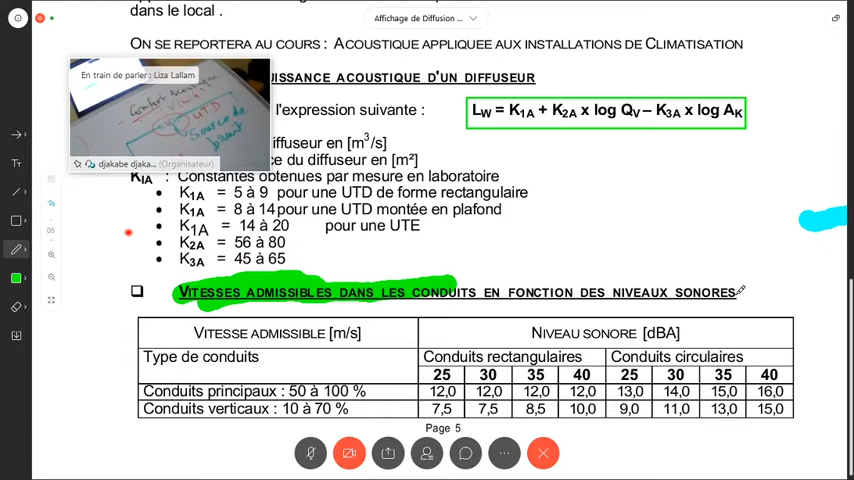 dans le local .
Affichage de Diffusion ...
ON SE REPORTERA AU COURS : ACOUSTIQUE APPLIQUEE AUX INSTALLATIONS DE CLIMATISATION
En train de parler : Liza Lallam
UISSANCE ACOUSTIQUE D'UN DIFFUSEUR
UTD
Source de
bruit
l'expression suivante :
LW = K1A + K2A x log QV – K3A x log AK
iffuseur en [m³/s]
ce du diffuseur en [m²]
djakabe djaka... (Organisateur)
KIA : Constantes obtenues par mesure en laboratoire
• K1A = 5 à 9 pour une UTD de forme rectangulaire
• K1A = 8 à 14 pour une UTD montée en plafond
• K1A = 14 à 20 pour une UTE
• K2A = 56 à 80
• K3A = 45 à 65
VITESSES ADMISSIBLES DANS LES CONDUITS EN FONCTION DES NIVEAUX SONORES
VITESSE ADMISSIBLE [m/s] NIVEAU SONORE [dBA]
Type de conduits Conduits rectangulaires Conduits circulaires
25 30 35 40 25 30 35 40
Conduits principaux : 50 à 100 % 12,0 12,0 12,0 12,0 13,0 14,0 15,0 16,0
Conduits verticaux : 10 à 70 % 7,5 7,5 8,5 10,0 9,0 11,0 13,0 15,0
Page 5